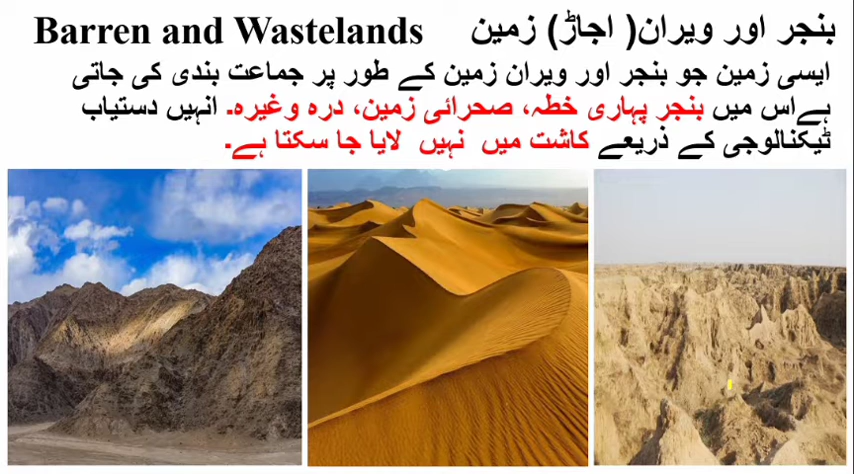 بنجر اور ویران( اجاڑ) زمین Barren and Wastelands
ایسی زمین جو بنجر اور ویران زمین کے طور پر جماعت بندی کی جاتی
ہےاس میں بنجر پہاری خطہ، صحرائی زمین، درہ وغیرہ۔ انہیں دستیاب
ٹیکنالوجی کے ذریعے کاشت میں نہیں لایا جا سکتا ہے۔